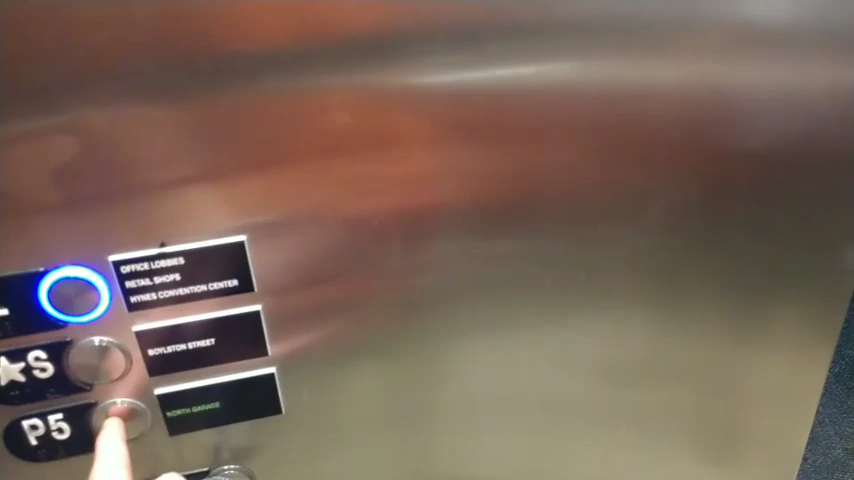 OFFICE LOBBIES
RETAIL SHOPS
HYNES CONVENTION CENTER
★S
BOYLSTON STREET
P5
NORTH GARAGE